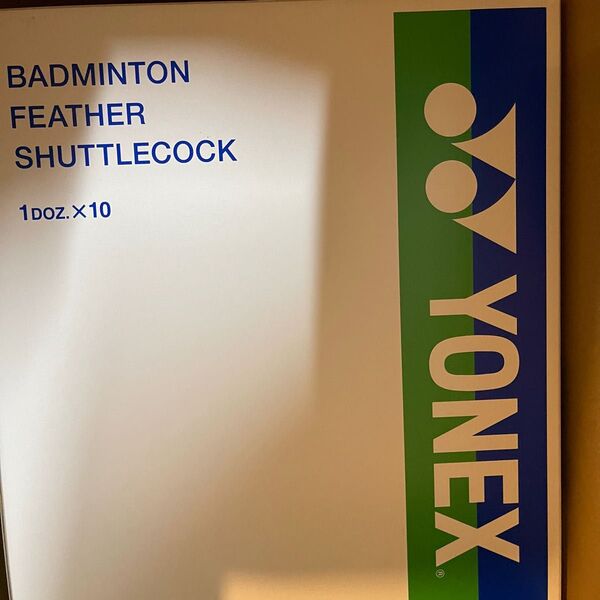 BADMINTON
FEATHER
SHUTTLECOCK
1DOZ.×10
YONEX®